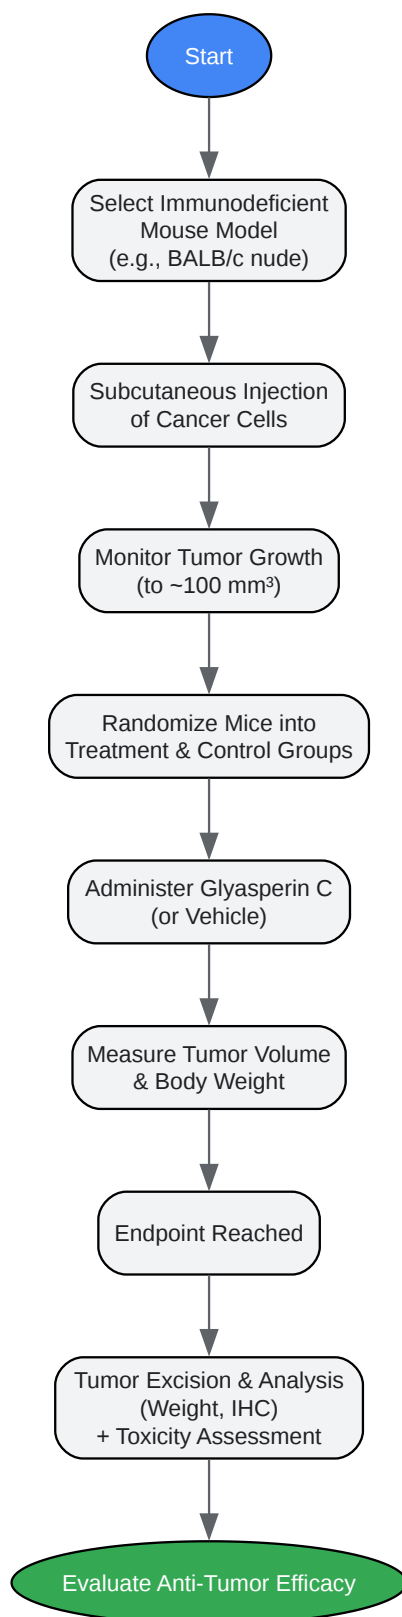 Start
Select Immunodeficient
Mouse Model
(e.g., BALB/c nude)
Subcutaneous Injection
of Cancer Cells
Monitor Tumor Growth
(to ~100 mm³)
Randomize Mice into
Treatment & Control Groups
Administer Glyasperin C
(or Vehicle)
Measure Tumor Volume
& Body Weight
Endpoint Reached
Tumor Excision & Analysis
(Weight, IHC)
+ Toxicity Assessment
Evaluate Anti-Tumor Efficacy